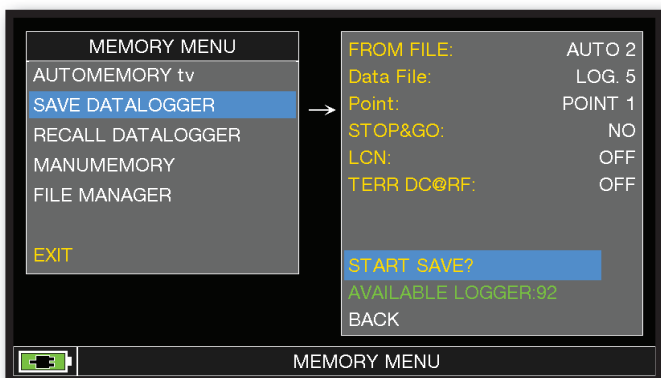 MEMORY MENU
AUTOMEMORY tv
SAVE DATALOGGER
RECALL DATALOGGER
MANUMEMORY
FILE MANAGER
EXIT
→
FROM FILE: AUTO 2
Data File: LOG. 5
Point: POINT 1
STOP&GO: NO
LCN: OFF
TERR DC@RF: OFF
START SAVE?
AVAILABLE LOGGER:92
BACK
MEMORY MENU